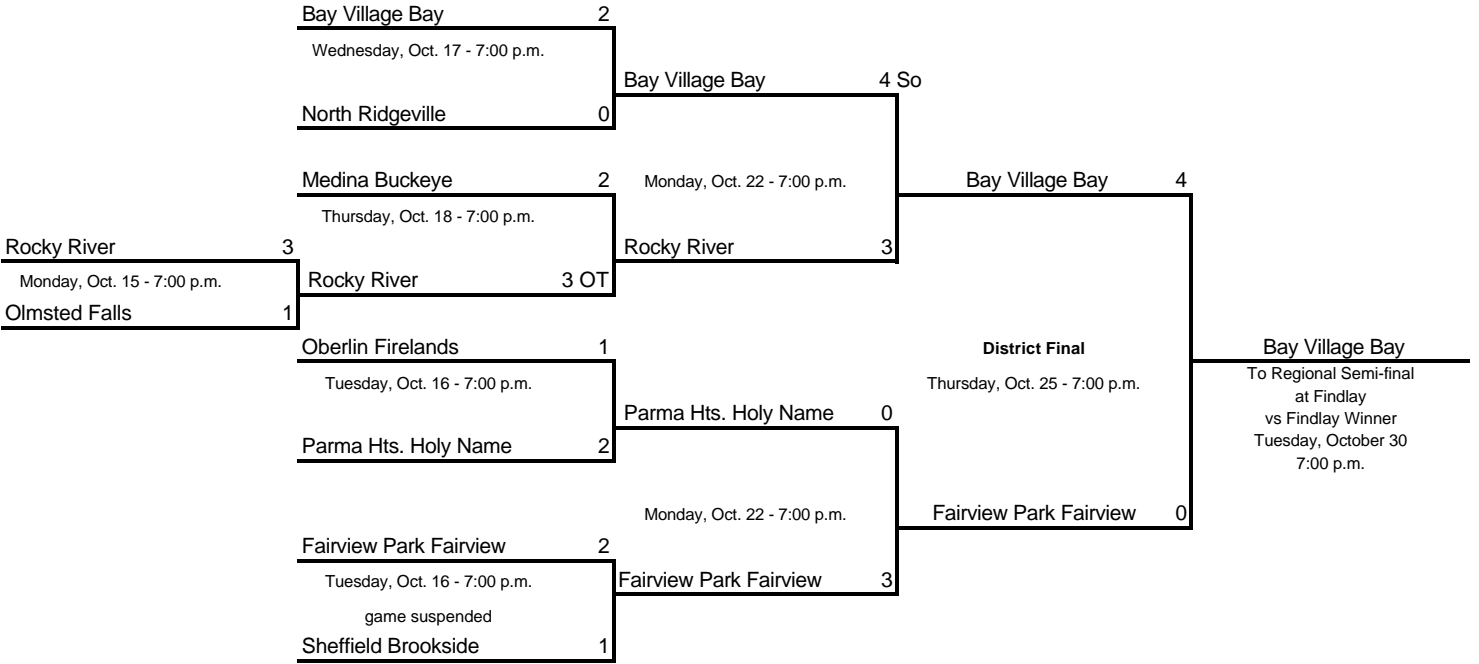 Bay Village Bay 2
Wednesday, Oct. 17 - 7:00 p.m.
Bay Village Bay 4 So
North Ridgeville 0
Medina Buckeye 2
Monday, Oct. 22 - 7:00 p.m.
Bay Village Bay 4
Thursday, Oct. 18 - 7:00 p.m.
Rocky River 3
Rocky River 3
Monday, Oct. 15 - 7:00 p.m.
Rocky River 3 OT
Olmsted Falls 1
Oberlin Firelands 1
District Final
Bay Village Bay
Tuesday, Oct. 16 - 7:00 p.m.
Thursday, Oct. 25 - 7:00 p.m.
To Regional Semi-final
at Findlay
vs Findlay Winner
Tuesday, October 30
7:00 p.m.
Parma Hts. Holy Name 0
Parma Hts. Holy Name 2
Monday, Oct. 22 - 7:00 p.m.
Fairview Park Fairview 0
Fairview Park Fairview 2
Tuesday, Oct. 16 - 7:00 p.m.
Fairview Park Fairview 3
game suspended
Sheffield Brookside 1